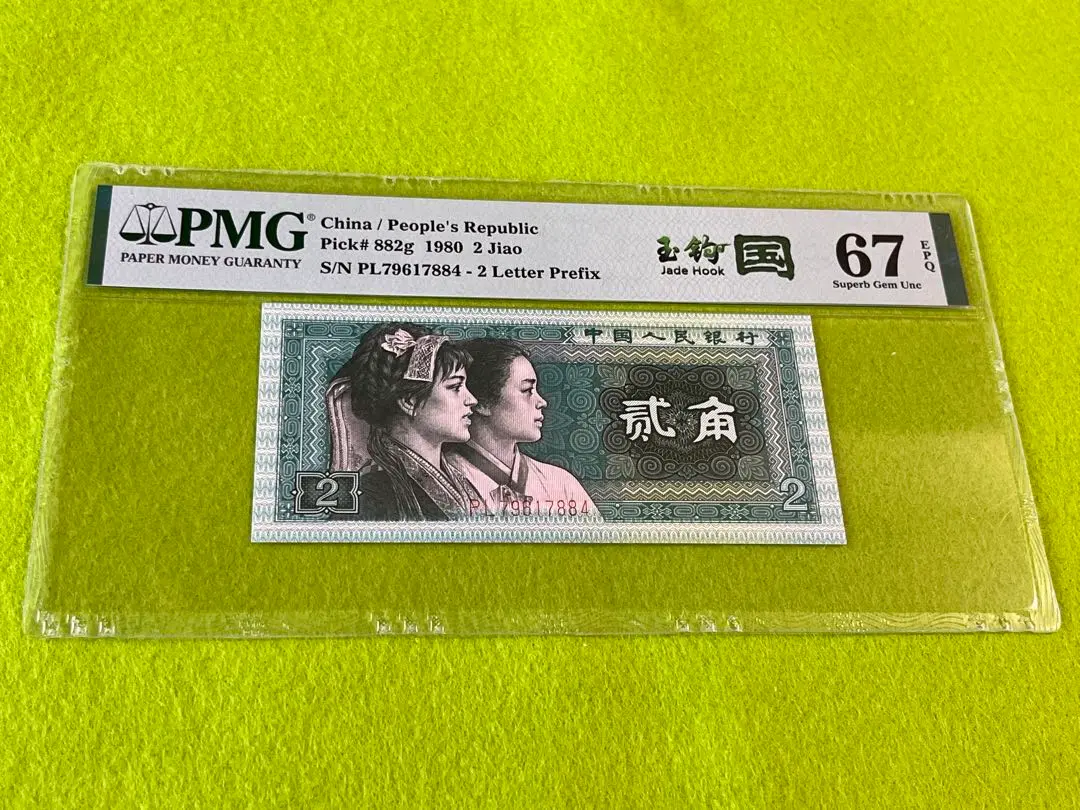 PMG®
PAPER MONEY GUARANTY
China / People's Republic
Pick# 882g 1980 2 Jiao
S/N PL79617884 - 2 Letter Prefix
玉鉤
Jade Hook
国
67
EPQ
Superb Gem Unc
中国人民银行
贰角
2
PL79617884
2